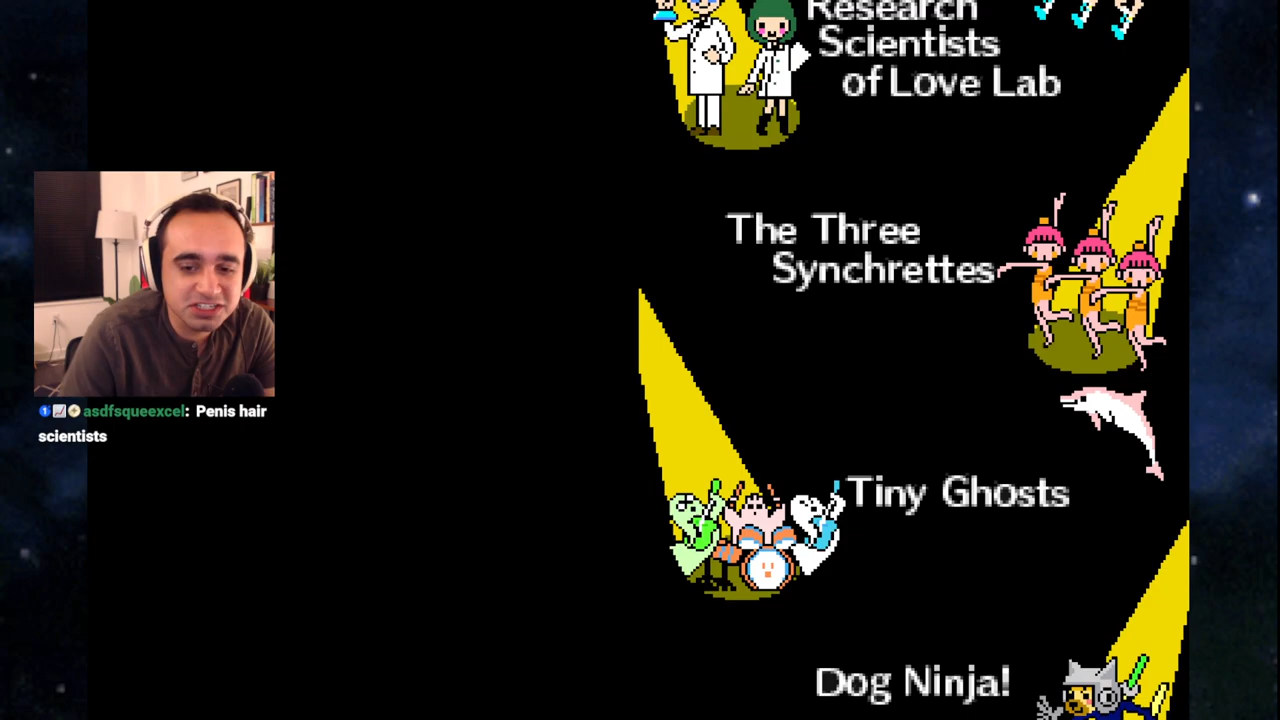 Research
Scientists
of Love Lab
The Three
Synchrettes
asdfsqueexcel: Penis hair
scientists
Tiny Ghosts
Dog Ninja!